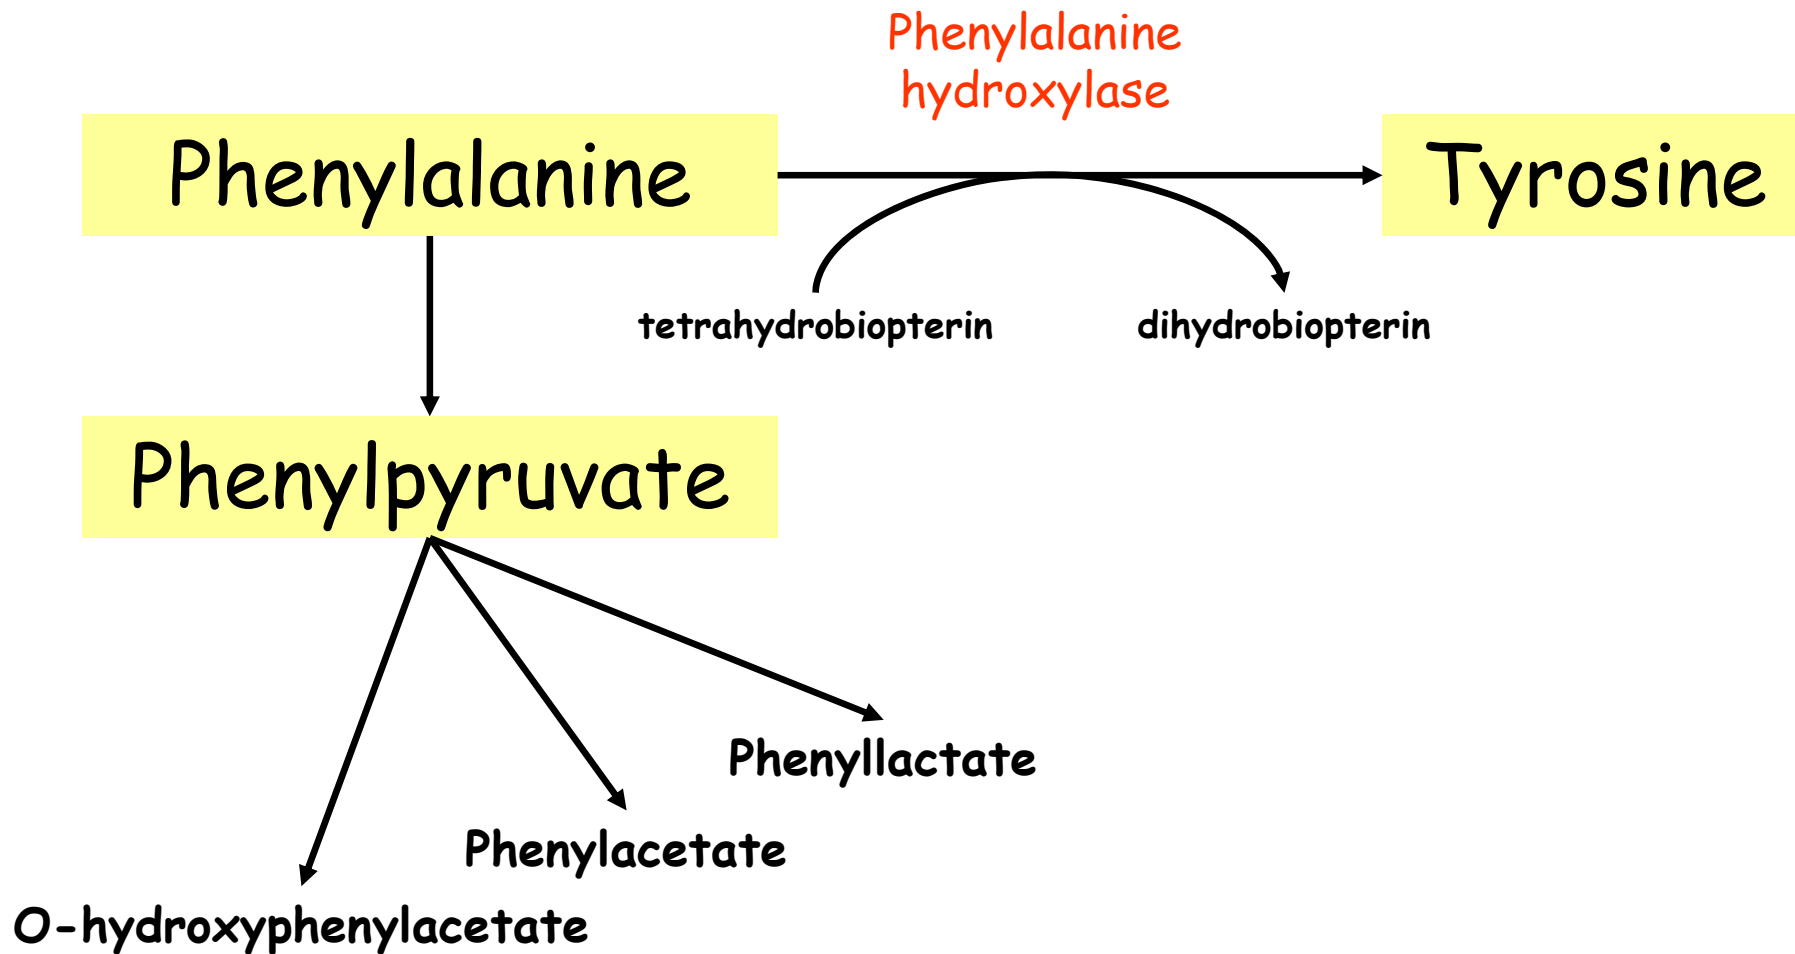 Phenylalanine
hydroxylase
Phenylalanine
Tyrosine
tetrahydrobiopterin
dihydrobiopterin
Phenylpyruvate
Phenyllactate
Phenylacetate
O-hydroxyphenylacetate